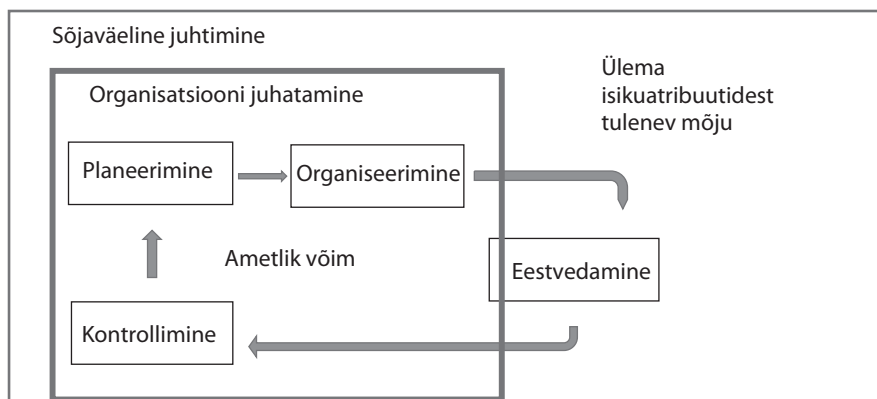 Sõjaväeline juhtimine
Ülema
isikuatribuutidest
tulenev mõju
Organisatsiooni juhatamine
Planeerimine
Organiseerimine
Ametlik võim
Eestvedamine
Kontrollimine